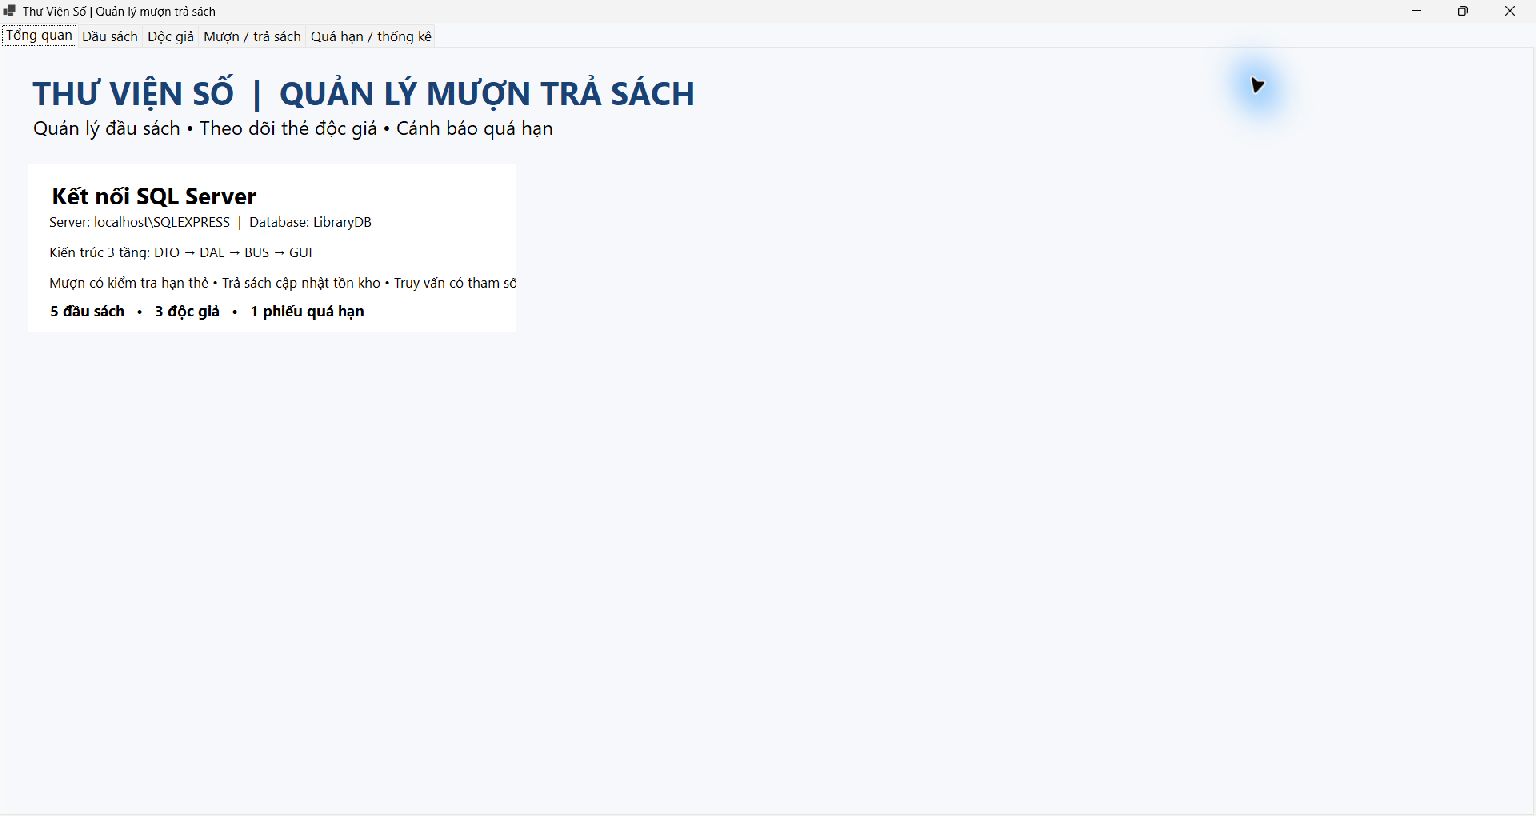 Thư Viện Số | Quản lý mượn trả sách
Tổng quan Đầu sách Độc giả Mượn / trả sách Quá hạn / thống kê
THƯ VIỆN SỐ | QUẢN LÝ MƯỢN TRẢ SÁCH
Quản lý đầu sách • Theo dõi thẻ độc giả • Cảnh báo quá hạn
Kết nối SQL Server
Server: localhost\SQLEXPRESS | Database: LibraryDB
Kiến trúc 3 tầng: DTO → DAL → BUS → GUI
Mượn có kiểm tra hạn thẻ • Trả sách cập nhật tồn kho • Truy vấn có tham số
5 đầu sách • 3 độc giả • 1 phiếu quá hạn